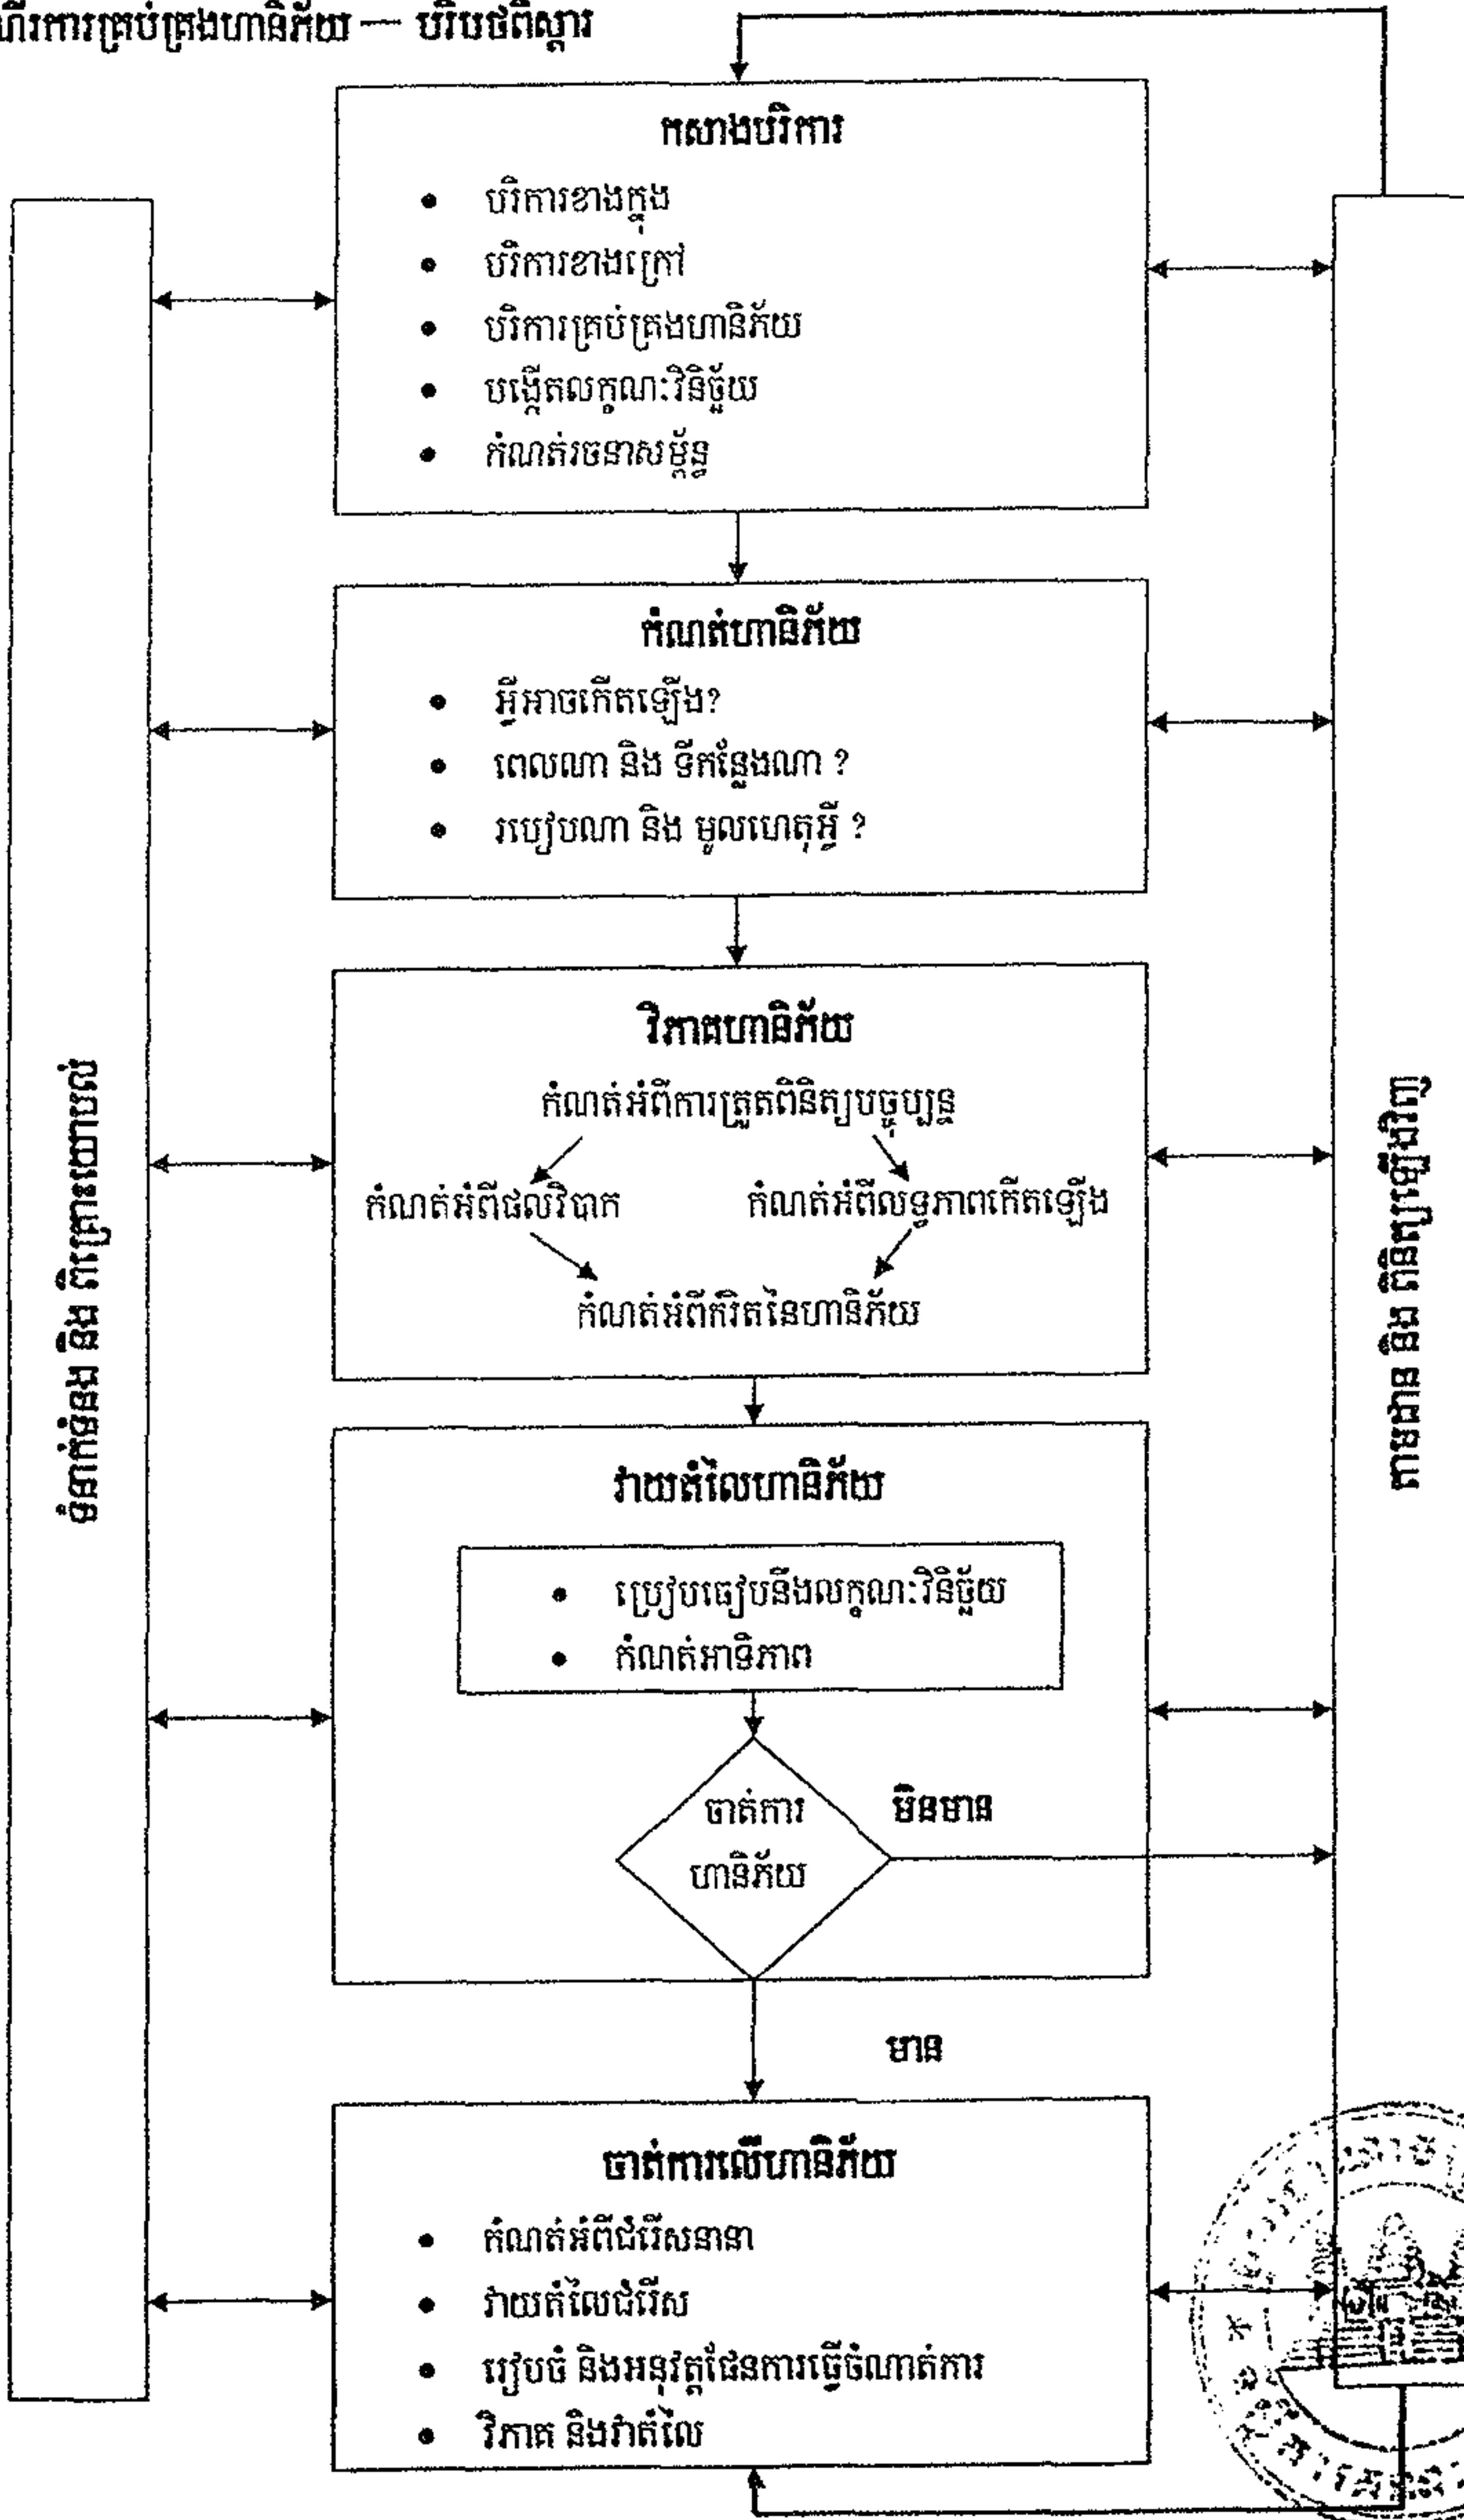 ការគ្រប់គ្រងហានិភ័យ — បរិបថពិស្តារ
កសាងបរិការ
• បរិការខាងក្នុង
• បរិការខាងក្រៅ
• បរិការគ្រប់គ្រងហានិភ័យ
• បង្កើតលក្ខណៈវិនិច្ឆ័យ
• កំណត់រចនាសម្ព័ន្ធ
កំណត់ហានិភ័យ
• អ្វីអាចកើតឡើង?
• ពេលណា និង ទីកន្លែងណា ?
• របៀបណា និង មូលហេតុអ្វី ?
វិភាគហានិភ័យ
កំណត់អំពីការត្រួតពិនិត្យបច្ចុប្បន្ន
កំណត់អំពីផលវិបាក
កំណត់អំពីលទ្ធភាពកើតឡើង
កំណត់អំពីកំរិតនៃហានិភ័យ
វាយតំលៃហានិភ័យ
• ប្រៀបធៀបនឹងលក្ខណៈវិនិច្ឆ័យ
• កំណត់អាទិភាព
ចាត់ការ
ហានិភ័យ
មិនមាន
មាន
ចាត់ការលើហានិភ័យ
• កំណត់អំពីជំរើសនានា
• វាយតំលៃជំរើស
• រៀបចំ និងអនុវត្តផែនការធ្វើចំណាត់ការ
• វិភាគ និងវាតំលៃ
ទំនាក់ទំនង និង ពិគ្រោះយោបល់
តាមដាន និង ពិនិត្យឡើងវិញ